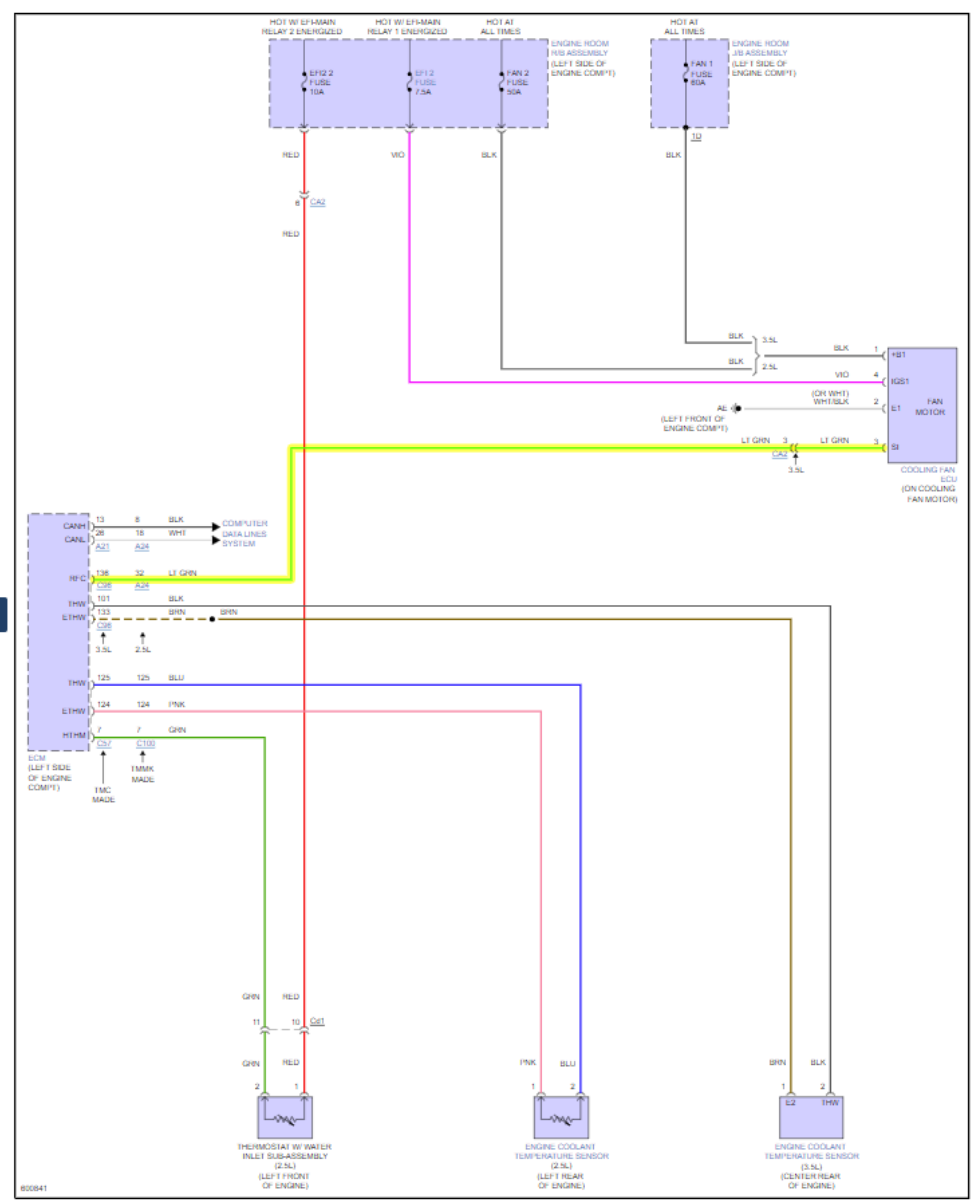 HOT W/ EFI-MAIN
RELAY 2 ENERGIZED
HOT W/ EFI-MAIN
RELAY 1 ENERGIZED
HOT AT
ALL TIMES
HOT AT
ALL TIMES
EFI2 2
FUSE
10A
EFI 2
FUSE
7.5A
FAN 2
FUSE
50A
ENGINE ROOM
R/B ASSEMBLY
(LEFT SIDE OF
ENGINE COMPT)
FAN 1
FUSE
60A
ENGINE ROOM
J/B ASSEMBLY
(LEFT SIDE OF
ENGINE COMPT)
1D
RED
VIO
BLK
BLK
6
CA2
RED
BLK
3.5L
BLK
2.5L
BLK
1
+B1
VIO
4
IGS1
(OR WHT)
WHT/BLK
2
E1
FAN
MOTOR
AE
(LEFT FRONT OF
ENGINE COMPT)
LT GRN
3
LT GRN
3
SI
CA2
3.5L
COOLING FAN
ECU
(ON COOLING
FAN MOTOR)
CANH
13
8
BLK
CANL
26
16
WHT
A21
A24
COMPUTER
DATA LINES
SYSTEM
RFC
136
32
LT GRN
C96
A24
THW
101
BLK
ETHW
133
BRN
BRN
C96
3.5L
2.5L
THW
125
125
BLU
ETHW
124
124
PNK
HTHM
7
7
GRN
C57
C100
ECM
(LEFT SIDE
OF ENGINE
COMPT)
TMC
MADE
TMMK
MADE
GRN
RED
11
10
Cd1
GRN
RED
2
1
PNK
BLU
1
2
BRN
BLK
1
2
E2
THW
THERMOSTAT W/ WATER
INLET SUB-ASSEMBLY
(2.5L)
(LEFT FRONT
OF ENGINE)
ENGINE COOLANT
TEMPERATURE SENSOR
(2.5L)
(LEFT REAR
OF ENGINE)
ENGINE COOLANT
TEMPERATURE SENSOR
(3.5L)
(CENTER REAR
OF ENGINE)
600841